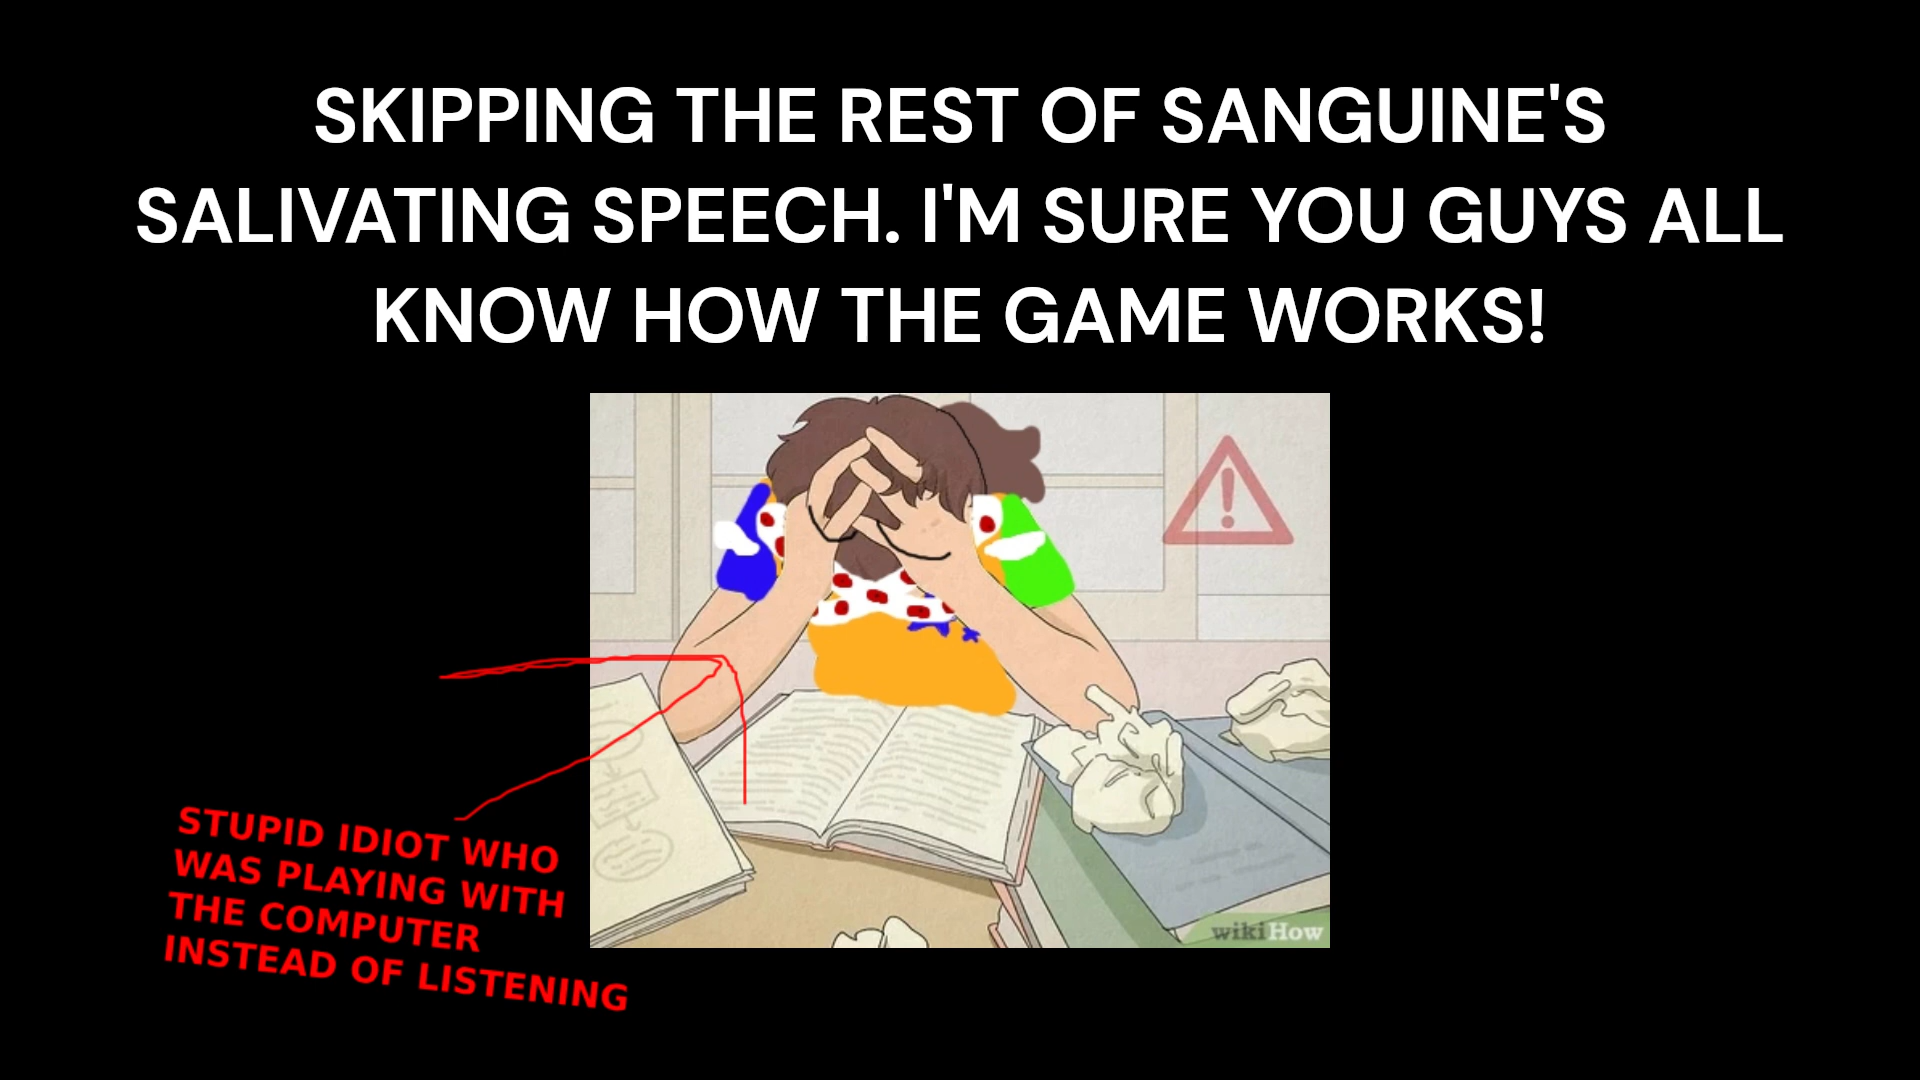 SKIPPING THE REST OF SANGUINE'S
SALIVATING SPEECH. I'M SURE YOU GUYS ALL
KNOW HOW THE GAME WORKS!
STUPID IDIOT WHO
WAS PLAYING WITH
THE COMPUTER
INSTEAD OF LISTENING
wikiHow